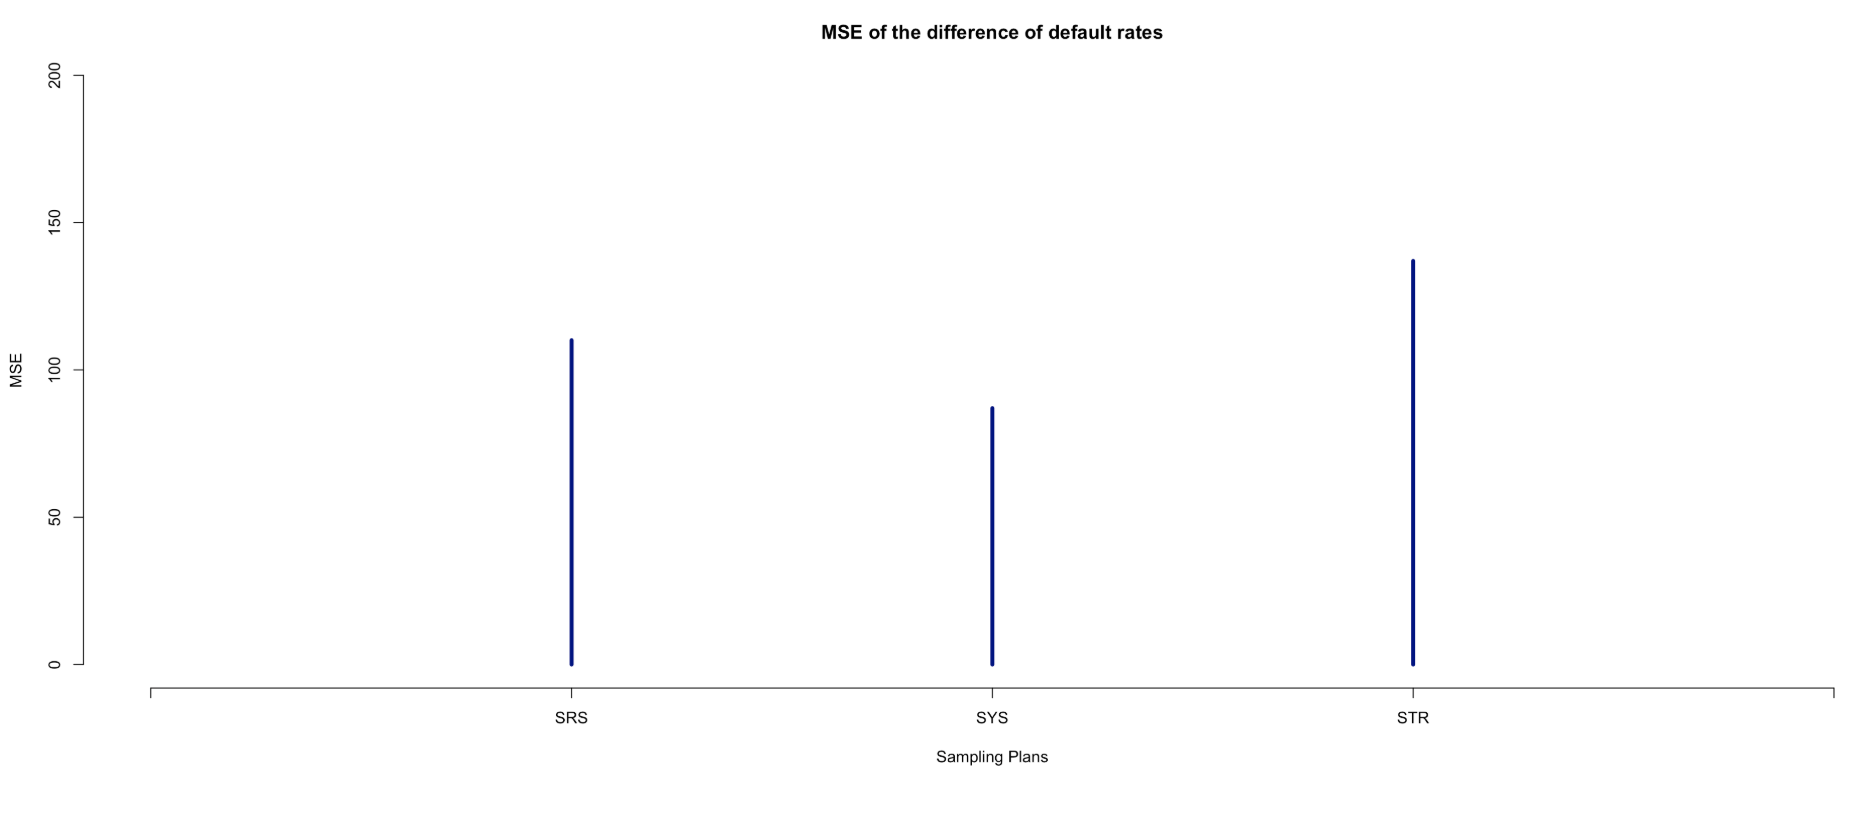 MSE of the difference of default rates
200
150
100
50
0
MSE
SRS SYS STR
Sampling Plans